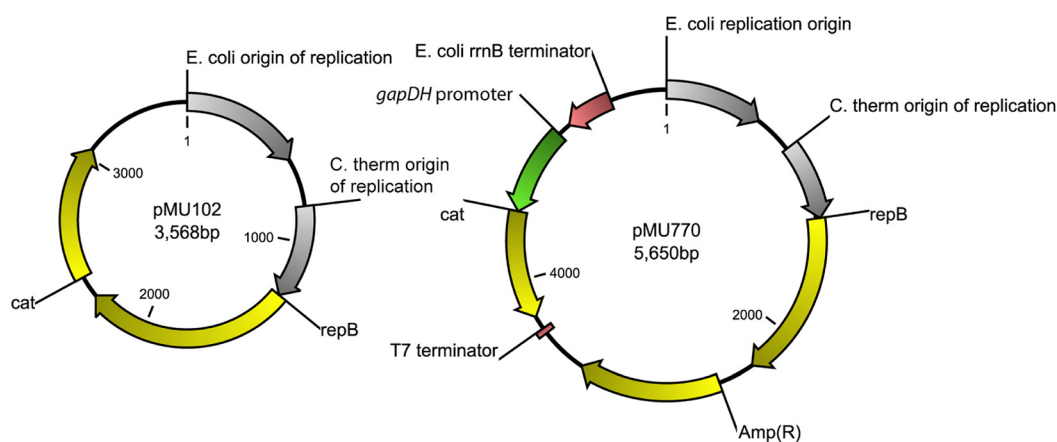 E. coli origin of replication
1
3000
C. therm origin
of replication
pMU102
3,568bp
1000
cat
2000
repB
E. coli replication origin
E. coli rrnB terminator
gapDH promoter
C. therm origin of replication
1
cat
repB
pMU770
5,650bp
4000
2000
T7 terminator
Amp(R)